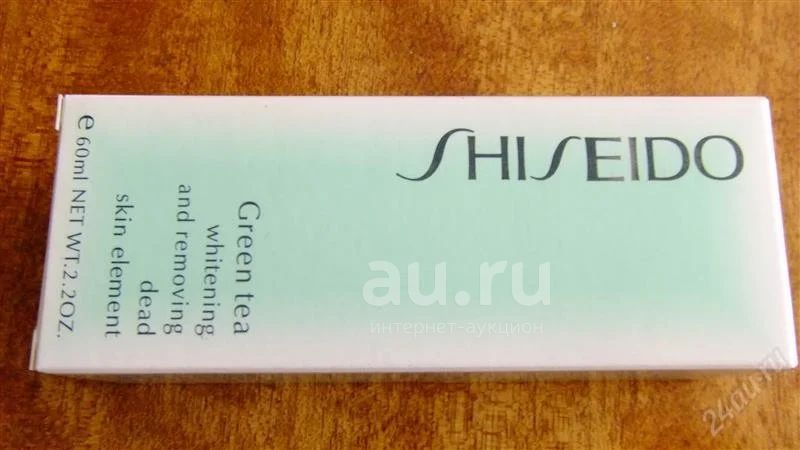 SHISEIDO
Green tea
whitening
and removing
dead
skin element
e 60ml NET WT.2.2OZ.
au.ru
интернет-аукцион
24au.ru